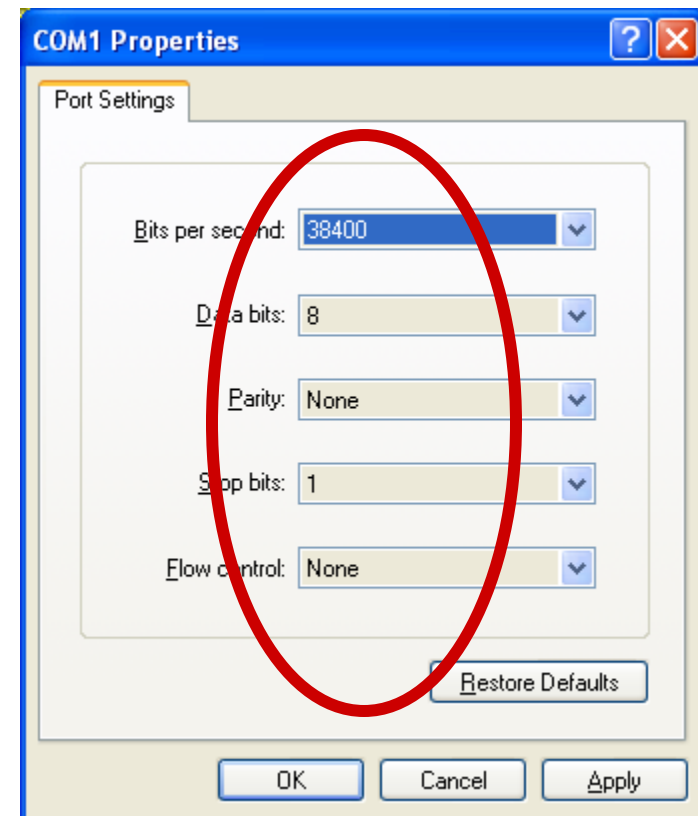 COM1 Properties
Port Settings
Bits per second: 38400
Data bits: 8
Parity: None
Stop bits: 1
Flow control: None
Restore Defaults
OK Cancel Apply